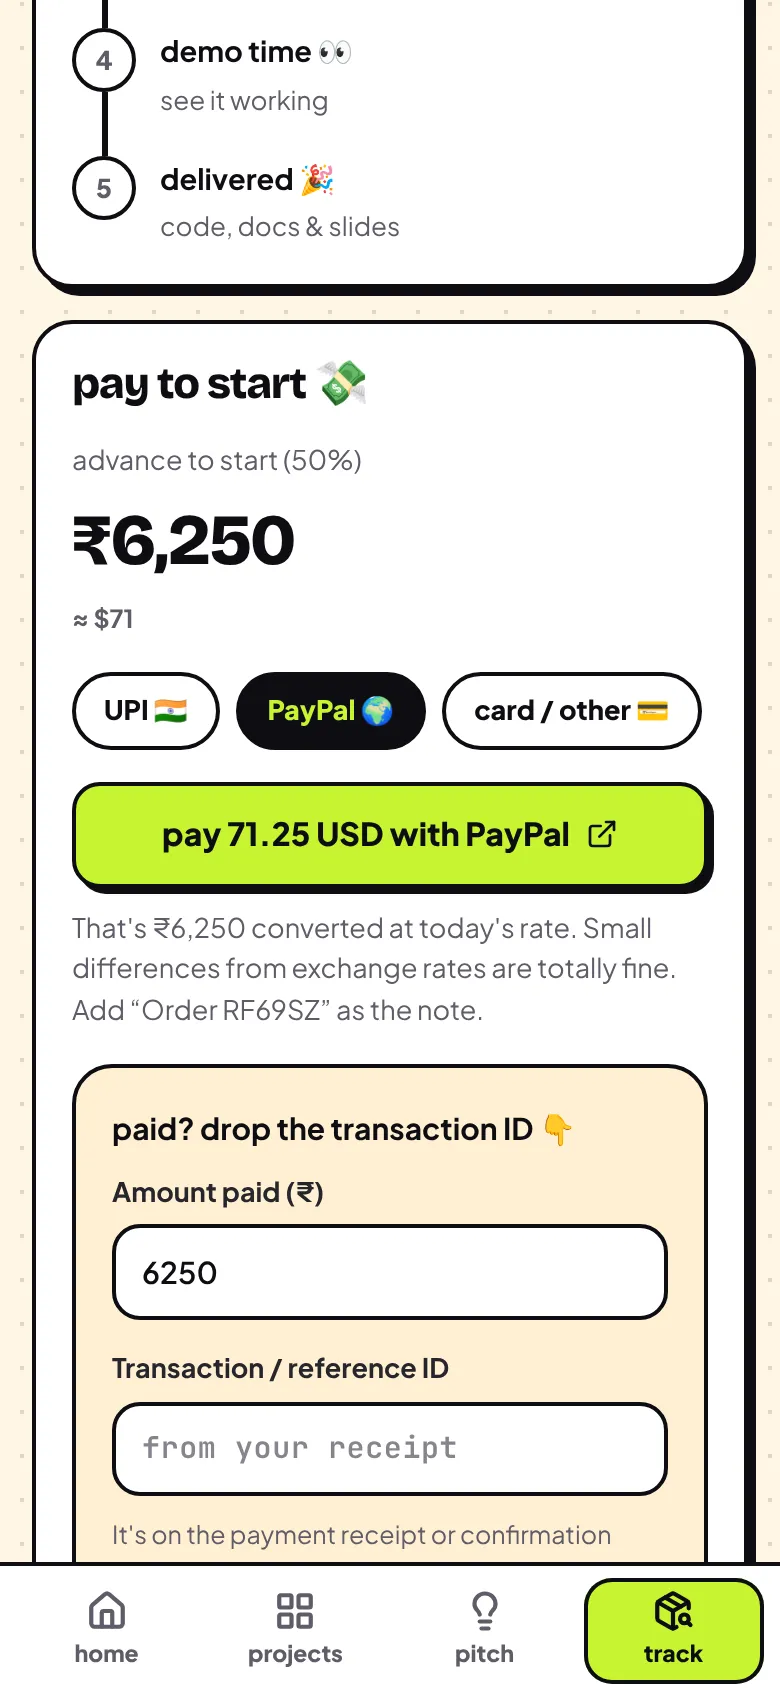 4
demo time 👀
see it working
5
delivered 🎉
code, docs & slides
pay to start 💸
advance to start (50%)
₹6,250
≈ $71
UPI 🇮🇳
PayPal 🌍
card / other 💳
pay 71.25 USD with PayPal
That's ₹6,250 converted at today's rate. Small
differences from exchange rates are totally fine.
Add “Order RF69SZ” as the note.
paid? drop the transaction ID 👇
Amount paid (₹)
6250
Transaction / reference ID
from your receipt
It's on the payment receipt or confirmation
home
projects
pitch
track